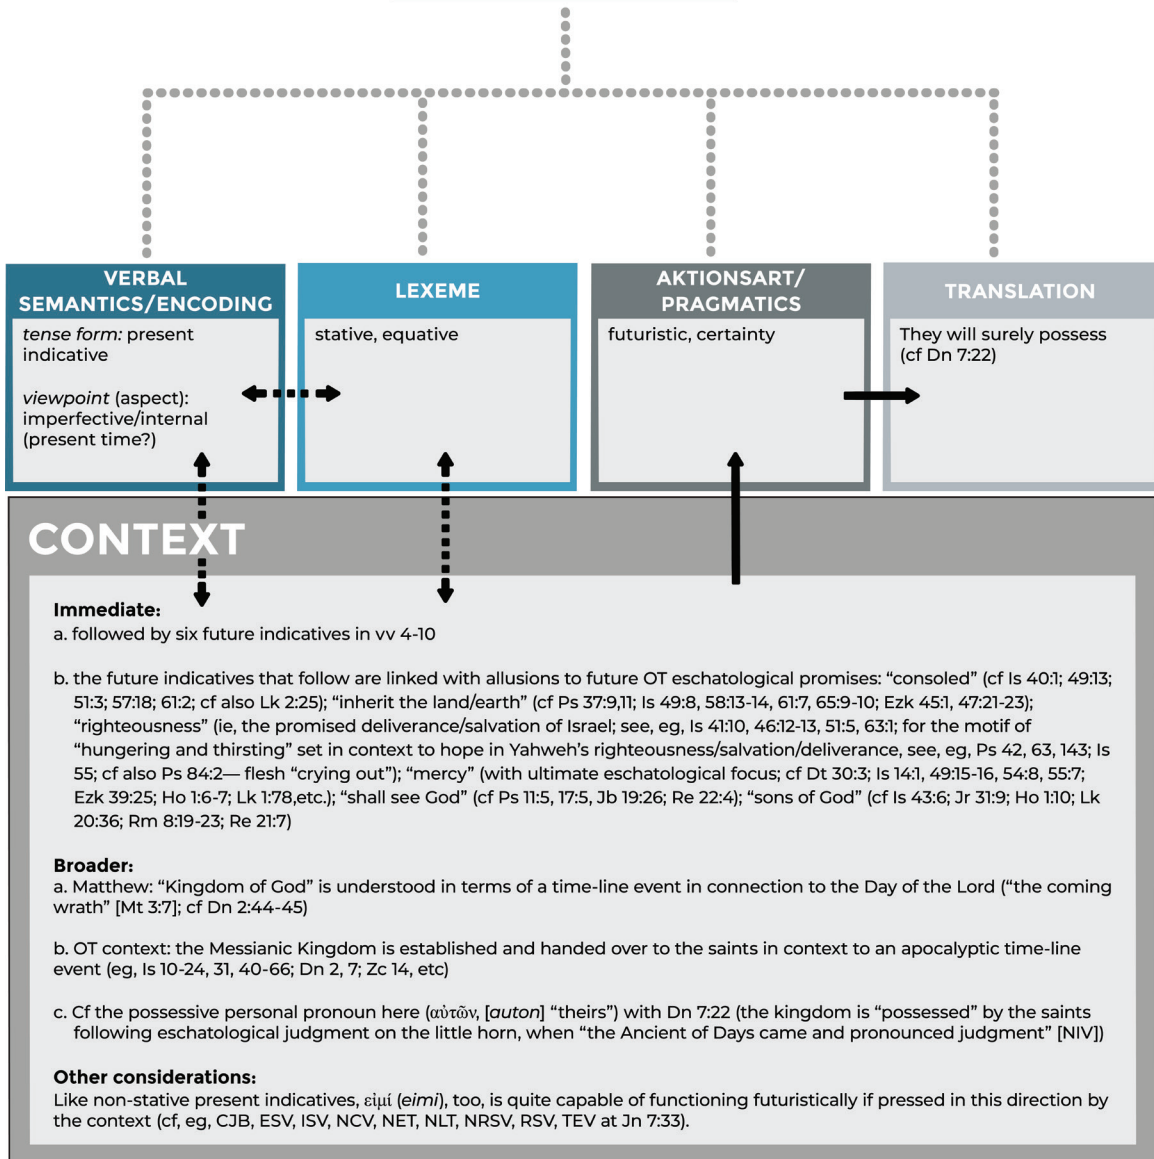 VERBAL
SEMANTICS/ENCODING
tense form: present
indicative
viewpoint (aspect):
imperfective/internal
(present time?)
LEXEME
stative, equative
AKTIONSART/
PRAGMATICS
futuristic, certainty
TRANSLATION
They will surely possess
(cf Dn 7:22)
CONTEXT
Immediate:
a. followed by six future indicatives in vv 4-10
b. the future indicatives that follow are linked with allusions to future OT eschatological promises: “consoled” (cf Is 40:1; 49:13;
51:3; 57:18; 61:2; cf also Lk 2:25); “inherit the land/earth” (cf Ps 37:9,11; Is 49:8, 58:13-14, 61:7, 65:9-10; Ezk 45:1, 47:21-23);
“righteousness” (ie, the promised deliverance/salvation of Israel; see, eg, Is 41:10, 46:12-13, 51:5, 63:1; for the motif of
“hungering and thirsting” set in context to hope in Yahweh’s righteousness/salvation/deliverance, see, eg, Ps 42, 63, 143; Is
55; cf also Ps 84:2— flesh “crying out”); “mercy” (with ultimate eschatological focus; cf Dt 30:3; Is 14:1, 49:15-16, 54:8, 55:7;
Ezk 39:25; Ho 1:6-7; Lk 1:78,etc.); “shall see God” (cf Ps 11:5, 17:5, Jb 19:26; Re 22:4); “sons of God” (cf Is 43:6; Jr 31:9; Ho 1:10; Lk
20:36; Rm 8:19-23; Re 21:7)
Broader:
a. Matthew: “Kingdom of God” is understood in terms of a time-line event in connection to the Day of the Lord (“the coming
wrath” [Mt 3:7]; cf Dn 2:44-45)
b. OT context: the Messianic Kingdom is established and handed over to the saints in context to an apocalyptic time-line
event (eg, Is 10-24, 31, 40-66; Dn 2, 7; Zc 14, etc)
c. Cf the possessive personal pronoun here (αὐτῶν, [auton] “theirs”) with Dn 7:22 (the kingdom is “possessed” by the saints
following eschatological judgment on the little horn, when “the Ancient of Days came and pronounced judgment” [NIV])
Other considerations:
Like non-stative present indicatives, εἰμί (eimi), too, is quite capable of functioning futuristically if pressed in this direction by
the context (cf, eg, CJB, ESV, ISV, NCV, NET, NLT, NRSV, RSV, TEV at Jn 7:33).